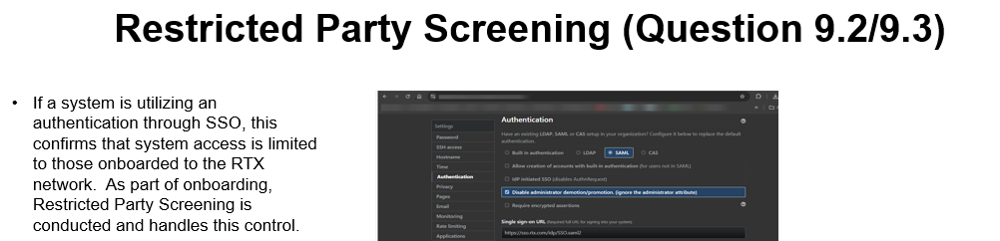 Restricted Party Screening (Question 9.2/9.3)
• If a system is utilizing an
authentication through SSO, this
confirms that system access is limited
to those onboarded to the RTX
network.  As part of onboarding,
Restricted Party Screening is
conducted and handles this control.
Settings
Password
SSH access
Hostname
Time
Authentication
Privacy
Pages
Email
Monitoring
Rate limiting
Applications
Authentication
Have an existing LDAP, SAML or CAS setup in your organization? Configure it below to replace the default
authentication.
Built in authentication LDAP SAML CAS
Allow creation of accounts with built-in authentication (for users not in SAML)
IdP initiated SSO (disables AuthnRequest)
Disable administrator demotion/promotion. (ignore the administrator attribute)
Require encrypted assertions
Single sign-on URL (Required full URL for signing into your system)
https://sso.rtx.com/idp/SSO.saml2